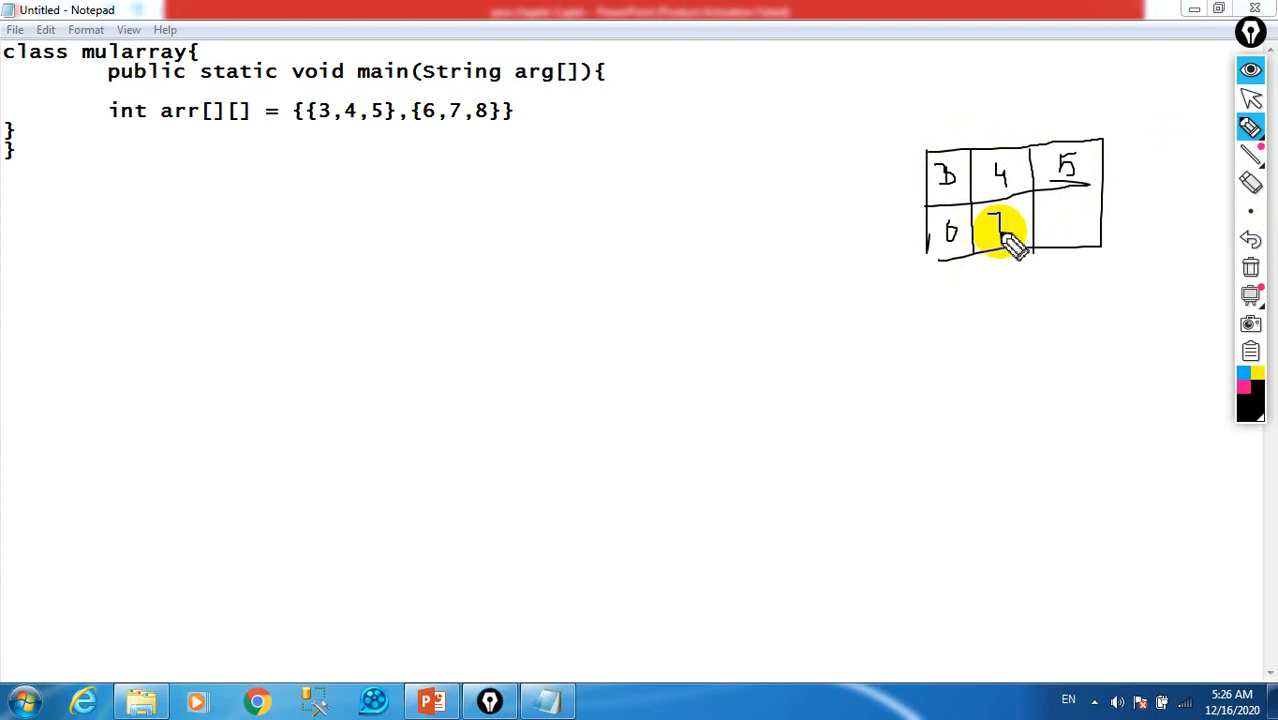 Untitled - Notepad
File Edit Format View Help
class mularray{
public static void main(String arg[]){
int arr[][] = {{3,4,5},{6,7,8}}
}
}
3 4 5
6 7
EN
5:26 AM
12/16/2020